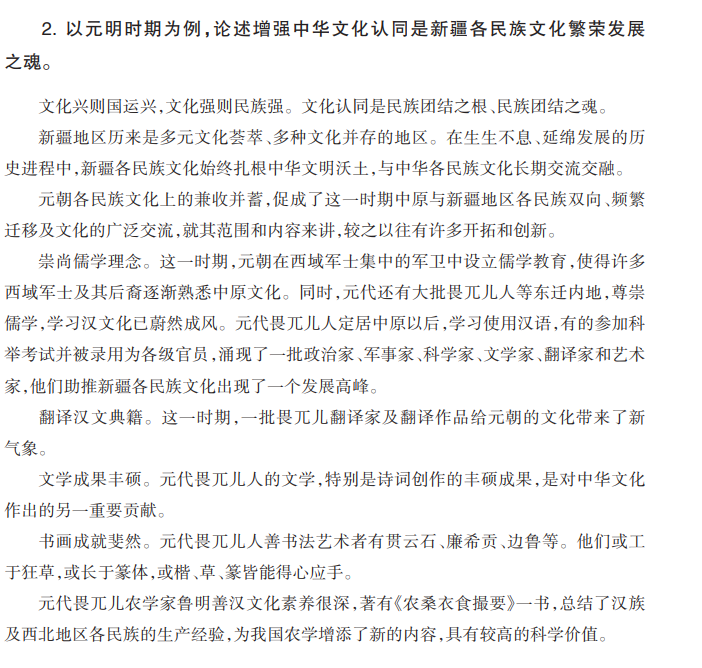 2. 以元明时期为例,论述增强中华文化认同是新疆各民族文化繁荣发展
之魂。
文化兴则国运兴,文化强则民族强。文化认同是民族团结之根、民族团结之魂。
新疆地区历来是多元文化荟萃、多种文化并存的地区。在生生不息、延绵发展的历
史进程中,新疆各民族文化始终扎根中华文明沃土,与中华各民族文化长期交流交融。
元朝各民族文化上的兼收并蓄,促成了这一时期中原与新疆地区各民族双向、频繁
迁移及文化的广泛交流,就其范围和内容来讲,较之以往有许多开拓和创新。
崇尚儒学理念。这一时期,元朝在西域军士集中的军卫中设立儒学教育,使得许多
西域军士及其后裔逐渐熟悉中原文化。同时,元代还有大批畏兀儿人等东迁内地,尊崇
儒学,学习汉文化已蔚然成风。元代畏兀儿人定居中原以后,学习使用汉语,有的参加科
举考试并被录用为各级官员,涌现了一批政治家、军事家、科学家、文学家、翻译家和艺术
家,他们助推新疆各民族文化出现了一个发展高峰。
翻译汉文典籍。这一时期,一批畏兀儿翻译家及翻译作品给元朝的文化带来了新
气象。
文学成果丰硕。元代畏兀儿人的文学,特别是诗词创作的丰硕成果,是对中华文化
作出的另一重要贡献。
书画成就斐然。元代畏兀儿人善书法艺术者有贯云石、廉希贡、边鲁等。他们或工
于狂草,或长于篆体,或楷、草、篆皆能得心应手。
元代畏兀儿农学家鲁明善汉文化素养很深,著有《农桑衣食撮要》一书,总结了汉族
及西北地区各民族的生产经验,为我国农学增添了新的内容,具有较高的科学价值。